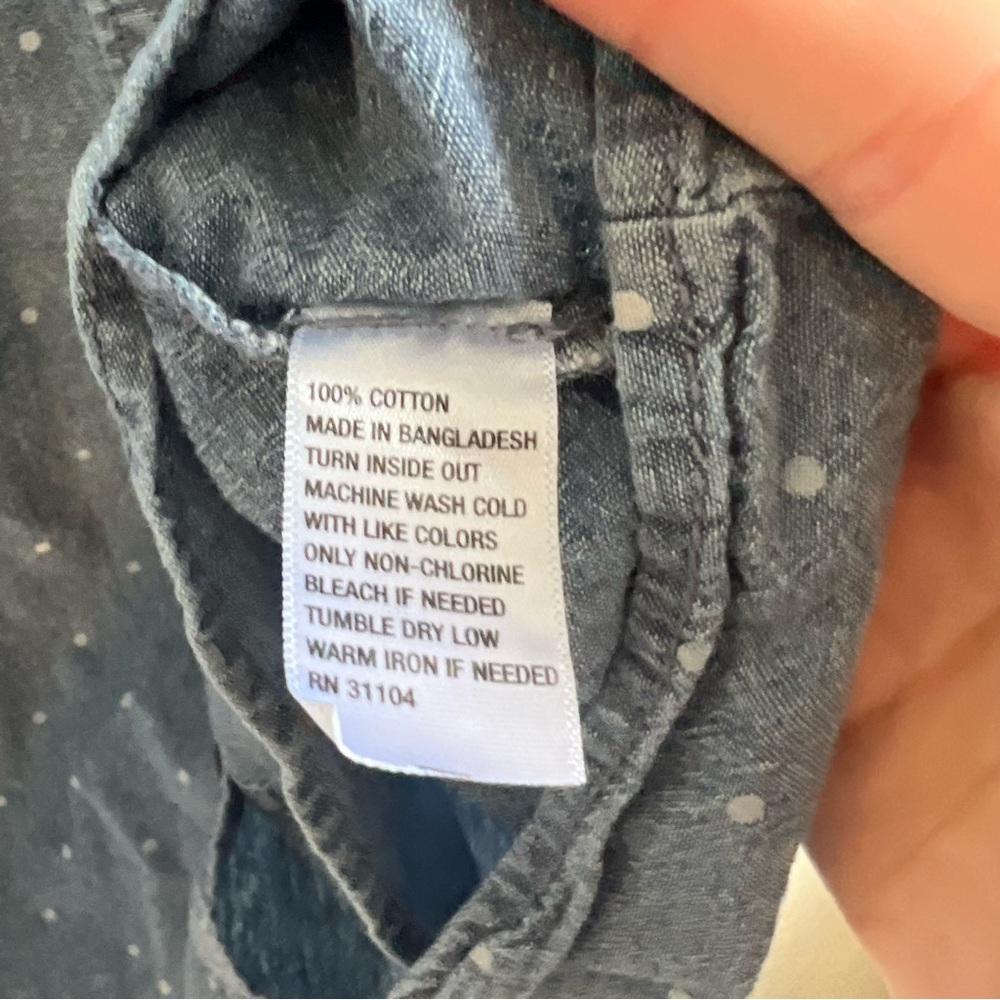 100% COTTON
MADE IN BANGLADESH
TURN INSIDE OUT
MACHINE WASH COLD
WITH LIKE COLORS
ONLY NON-CHLORINE
BLEACH IF NEEDED
TUMBLE DRY LOW
WARM IRON IF NEEDED
RN 31104